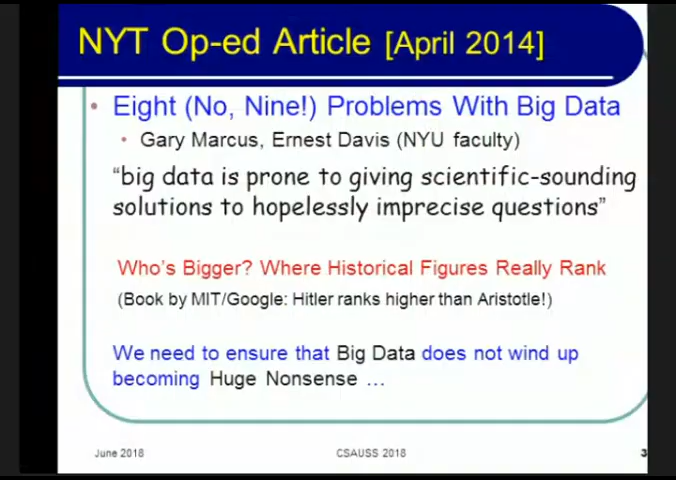 NYT Op-ed Article [April 2014]
• Eight (No, Nine!) Problems With Big Data
• Gary Marcus, Ernest Davis (NYU faculty)
“big data is prone to giving scientific-sounding
solutions to hopelessly imprecise questions”
Who's Bigger? Where Historical Figures Really Rank
(Book by MIT/Google: Hitler ranks higher than Aristotle!)
We need to ensure that Big Data does not wind up
becoming Huge Nonsense ...
June 2018 CSAUSS 2018